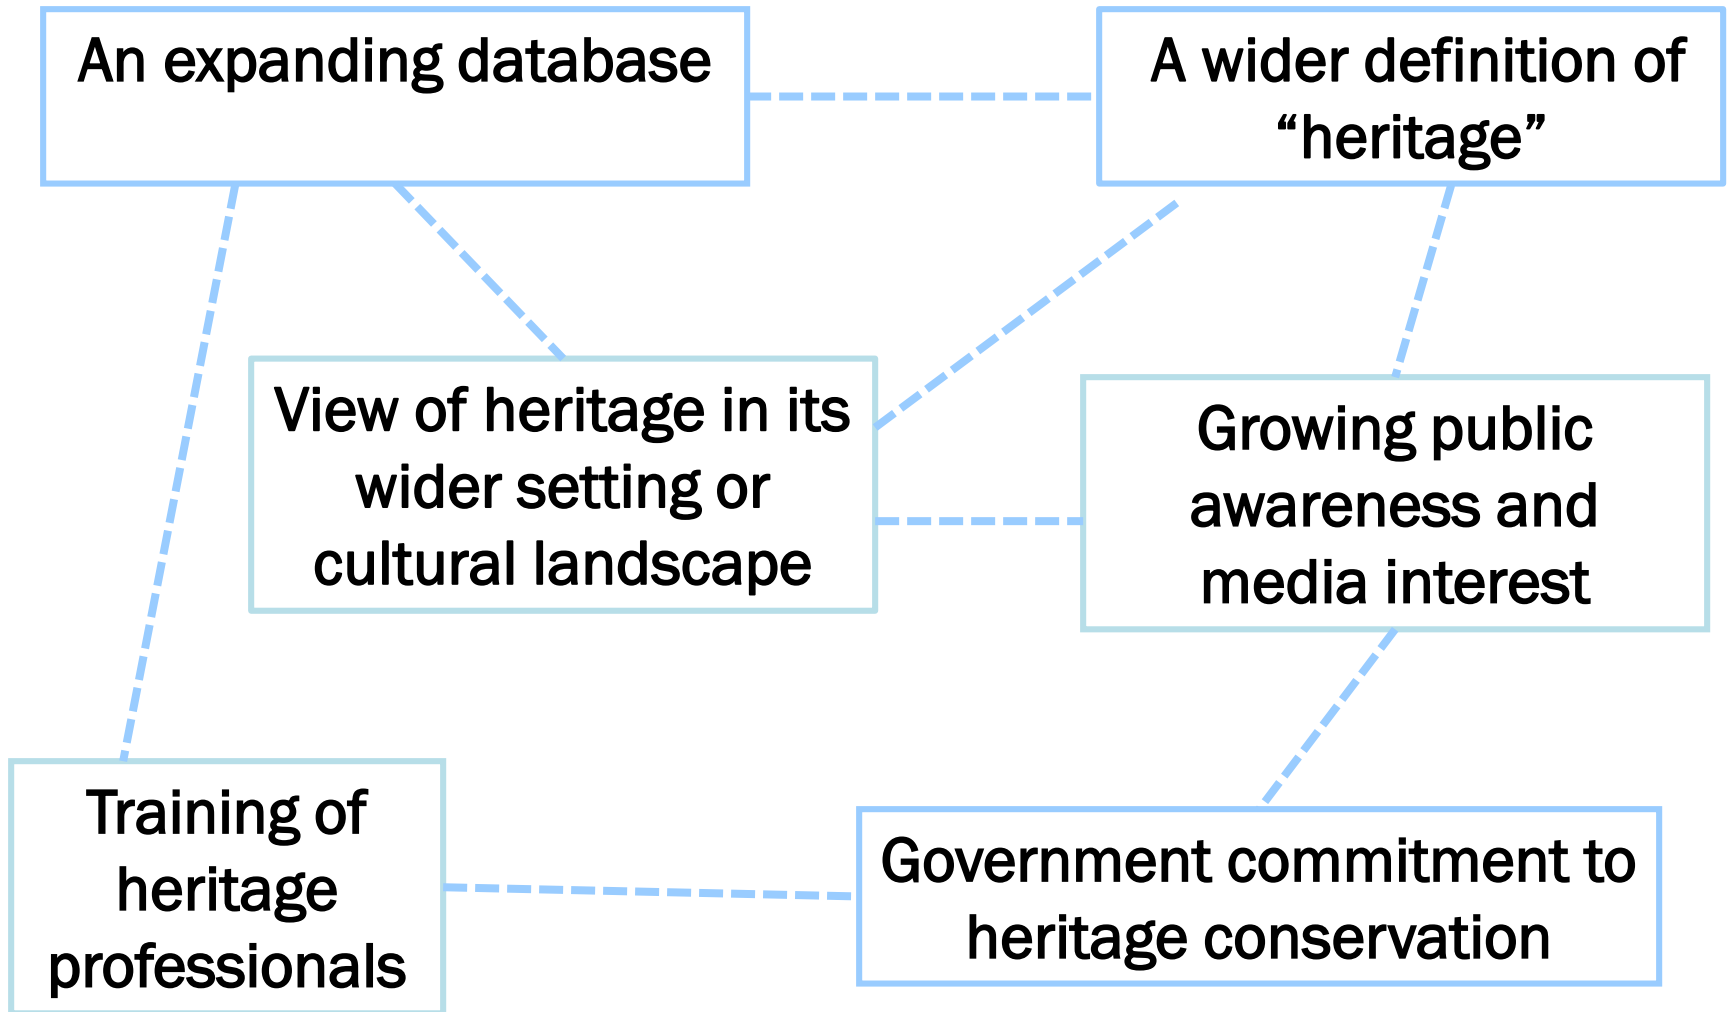 An expanding database
A wider definition of
“heritage”
View of heritage in its
wider setting or
cultural landscape
Growing public
awareness and
media interest
Training of
heritage
professionals
Government commitment to
heritage conservation